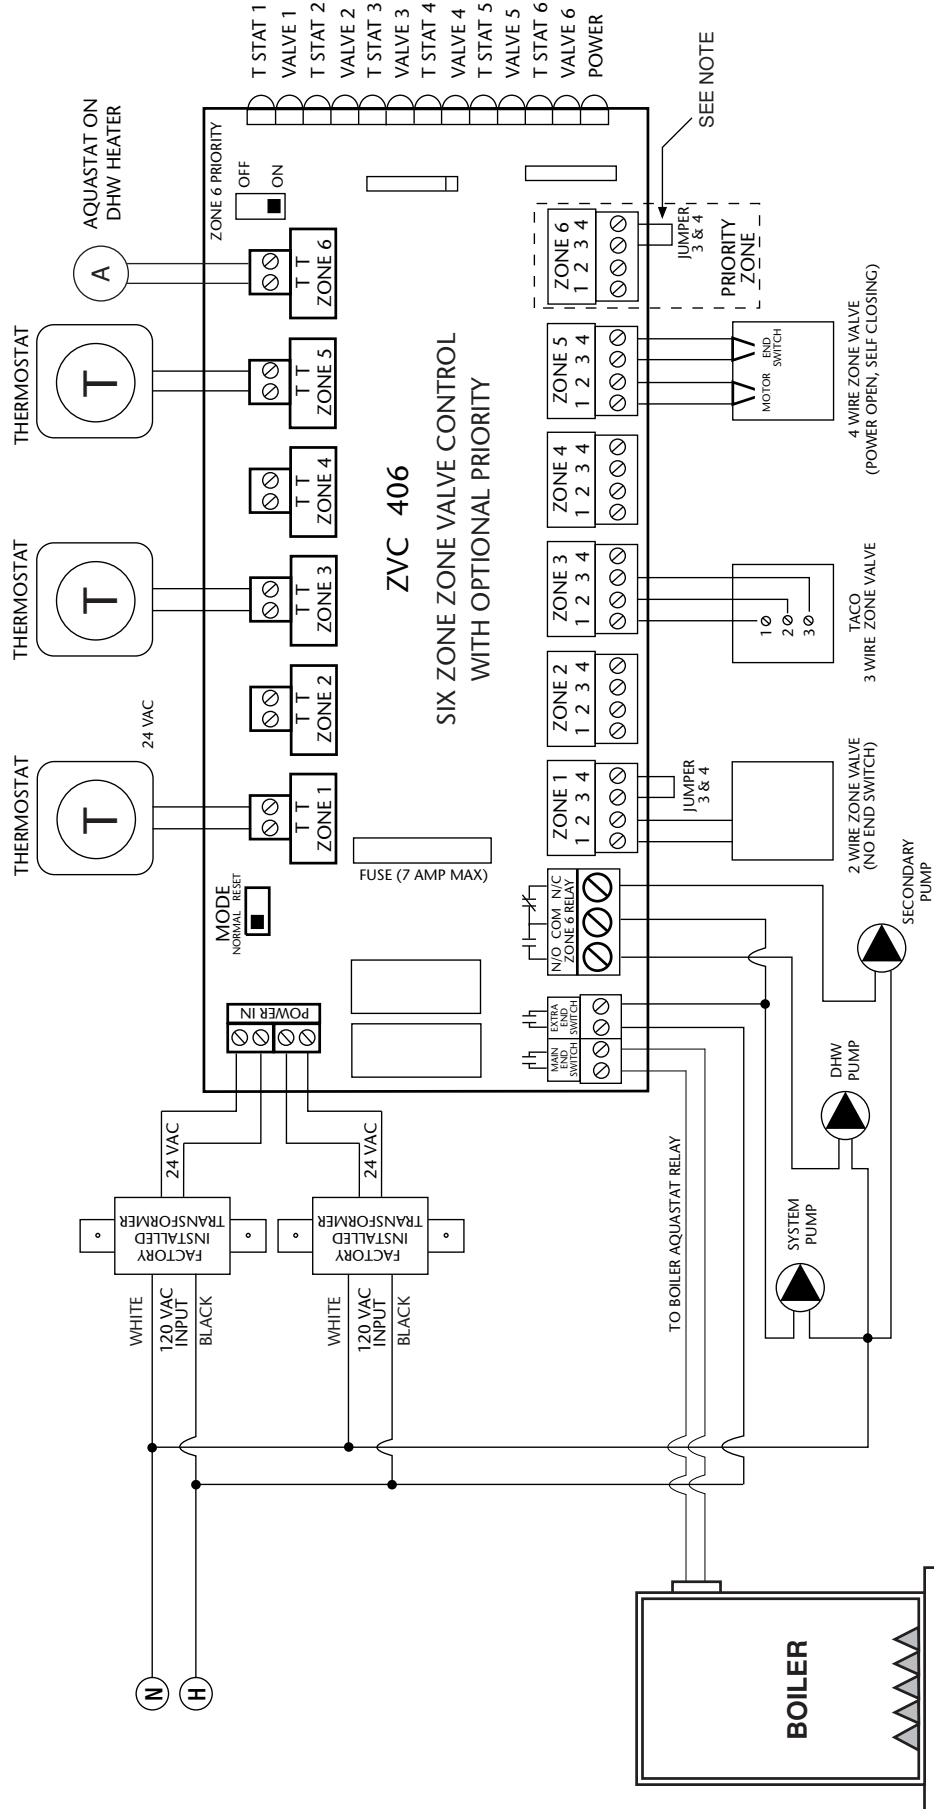 THERMOSTAT
T
THERMOSTAT
T
THERMOSTAT
T
AQUASTAT ON
DHW HEATER
A
24 VAC
N
H
WHITE
120 VAC
INPUT
BLACK
FACTORY
INSTALLED
TRANSFORMER
24 VAC
WHITE
120 VAC
INPUT
BLACK
FACTORY
INSTALLED
TRANSFORMER
24 VAC
POWER IN
MODE
NORMAL RESET
T T
ZONE 1
T T
ZONE 2
T T
ZONE 3
T T
ZONE 4
T T
ZONE 5
T T
ZONE 6
ZONE 6 PRIORITY
OFF
ON
T STAT 1
VALVE 1
T STAT 2
VALVE 2
T STAT 3
VALVE 3
T STAT 4
VALVE 4
T STAT 5
VALVE 5
T STAT 6
VALVE 6
POWER
FUSE (7 AMP MAX)
ZVC 406
SIX ZONE ZONE VALVE CONTROL
WITH OPTIONAL PRIORITY
MAIN
END
SWITCH
EXTRA
END
SWITCH
N/O COM N/C
ZONE 6 RELAY
ZONE 1
1 2 3 4
ZONE 2
1 2 3 4
ZONE 3
1 2 3 4
ZONE 4
1 2 3 4
ZONE 5
1 2 3 4
ZONE 6
1 2 3 4
JUMPER
3 & 4
PRIORITY
ZONE
SEE NOTE
JUMPER
3 & 4
2 WIRE ZONE VALVE
(NO END SWITCH)
1
2
3
TACO
3 WIRE ZONE VALVE
MOTOR
END
SWITCH
4 WIRE ZONE VALVE
(POWER OPEN, SELF CLOSING)
TO BOILER AQUASTAT RELAY
SYSTEM
PUMP
DHW
PUMP
SECONDARY
PUMP
BOILER